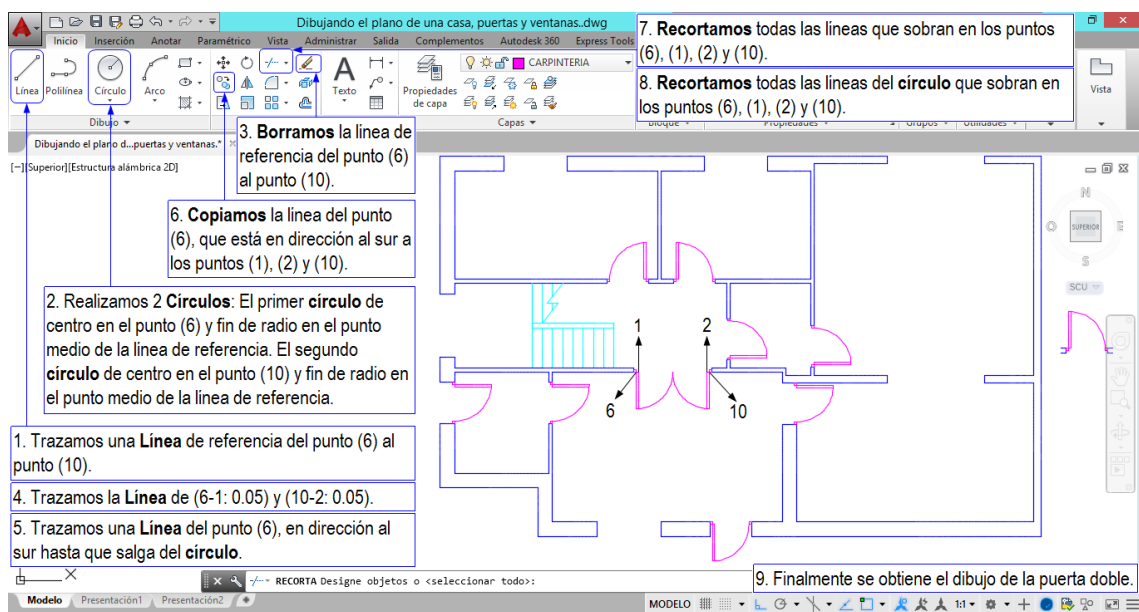 Dibujando el plano de una casa, puertas y ventanas..dwg
Inicio Inserción Anotar Paramétrico Vista Administrar Salida Complementos Autodesk 360 Express Tools
Línea Polilínea Círculo Arco Texto Propiedades
de capa
CARPINTERIA
Vista
Dibujo Capas
Dibujando el plano d...puertas y ventanas.*
[−][Superior][Estructura alámbrica 2D]
7. Recortamos todas las lineas que sobran en los puntos
(6), (1), (2) y (10).
8. Recortamos todas las lineas del círculo que sobran en
los puntos (6), (1), (2) y (10).
3. Borramos la linea de
referencia del punto (6)
al punto (10).
6. Copiamos la línea del punto
(6), que está en dirección al sur a
los puntos (1), (2) y (10).
2. Realizamos 2 Círculos: El primer círculo de
centro en el punto (6) y fin de radio en el punto
medio de la linea de referencia. El segundo
círculo de centro en el punto (10) y fin de radio en
el punto medio de la linea de referencia.
1. Trazamos una Línea de referencia del punto (6) al
punto (10).
4. Trazamos la Línea de (6-1: 0.05) y (10-2: 0.05).
5. Trazamos una Línea del punto (6), en dirección al
sur hasta que salga del círculo.
1 2
6 10
N
O SUPERIOR E
S
SCU
X
RECORTA Designe objetos o <seleccionar todo>:
9. Finalmente se obtiene el dibujo de la puerta doble.
Modelo Presentación1 Presentación2
MODELO 1:1